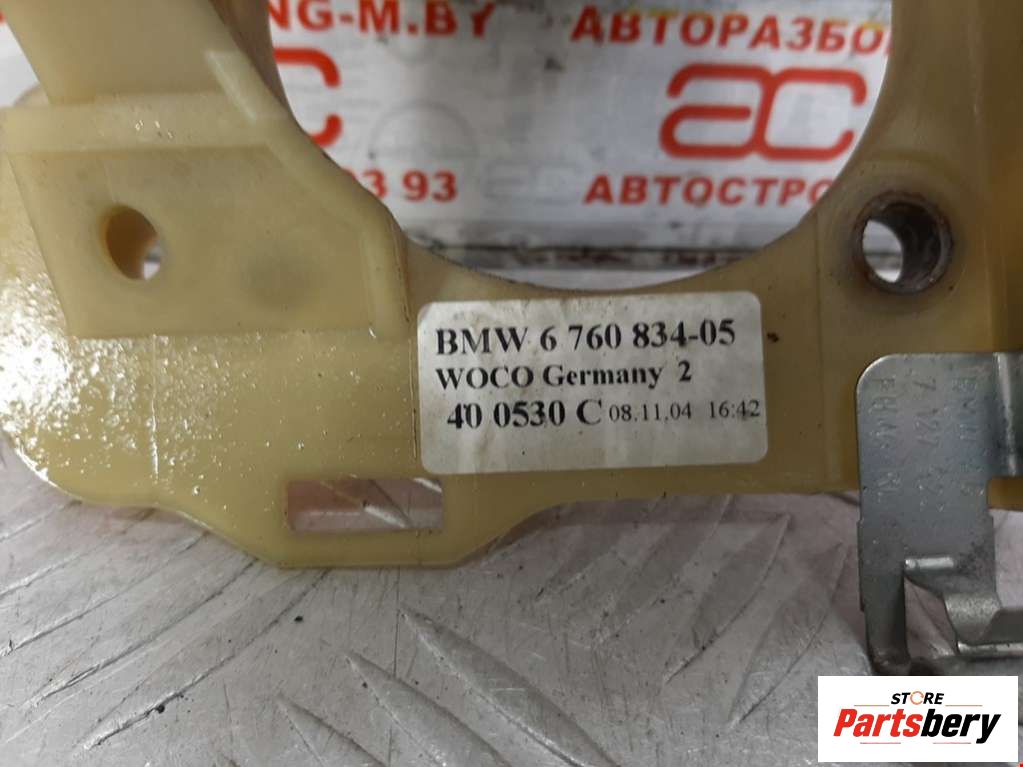 NG-M.BY АВТОРАЗБО
AC
93 93 АВТОСТРО
BMW 6 760 834-05
WOCO Germany 2
40 0530 C 08.11.04 16:42
STORE
Partsbery